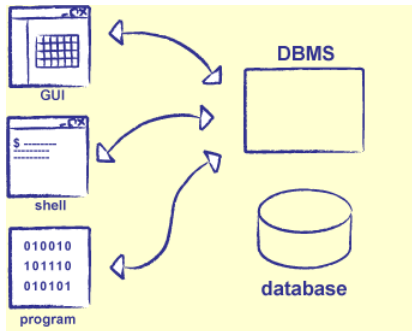 GUI
$
shell
010010
101110
010101
program
DBMS
database